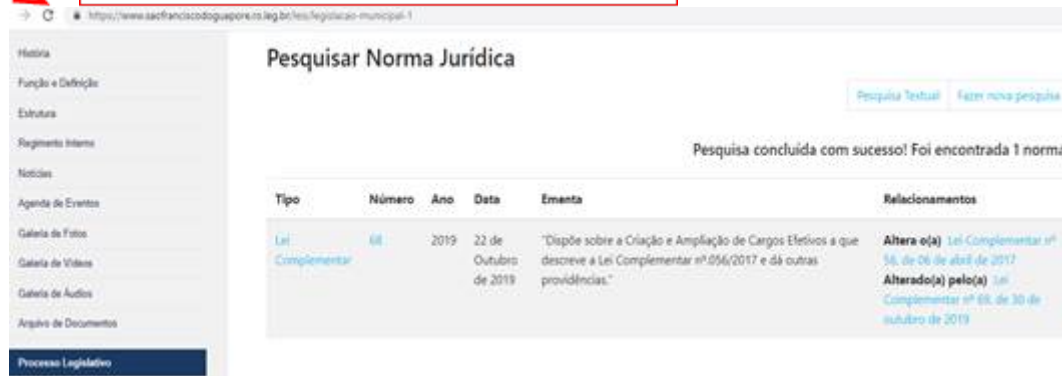 https://www.saofranciscodoguapore.ro.leg.br/leis/legislacao-municipal-1
História
Função e Definição
Estrutura
Regimento Interno
Notícias
Agenda de Eventos
Galeria de Fotos
Galeria de Vídeos
Galeria de Áudios
Arquivo de Documentos
Processo Legislativo
Pesquisar Norma Jurídica
Pesquisa Textual Fazer nova pesquisa
Pesquisa concluída com sucesso! Foi encontrada 1 norma
Tipo Número Ano Data Ementa Relacionamentos
Lei 68 2019 22 de "Dispõe sobre a Criação e Ampliação de Cargos Efetivos a que Altera o(a) Lei Complementar nº
Complementar Outubro descreve a Lei Complementar nº.056/2017 e dá outras 56, de 06 de abril de 2017
de 2019 providências." Alterado(a) pelo(a) Lei
Complementar nº 69, de 30 de
outubro de 2019